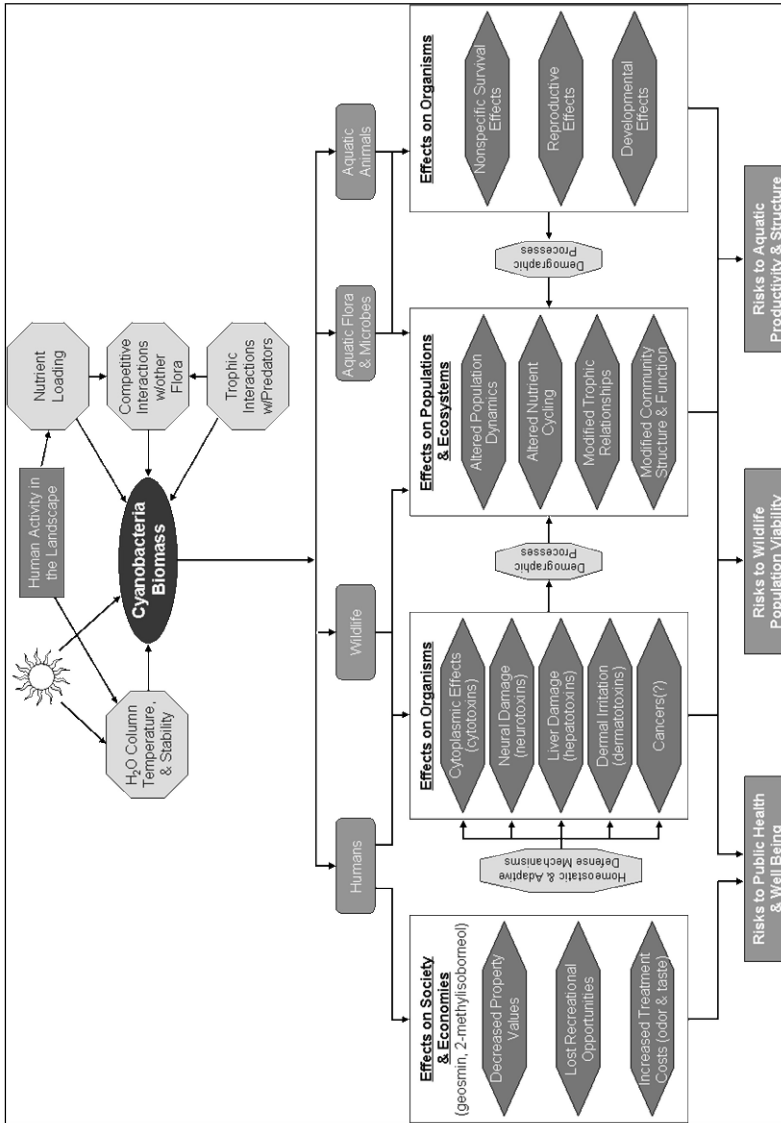 Human Activity in
the Landscape
Nutrient
Loading
H₂O Column
Temperature,
& Stability
Cyanobacteria
Biomass
Competitive
Interactions
w/other
Flora
Trophic
Interactions
w/Predators
Humans
Wildlife
Aquatic Flora
& Microbes
Aquatic
Animals
Effects on Society
& Economies
(geosmin, 2-methylisoborneol)
Decreased Property
Values
Lost Recreational
Opportunities
Increased Treatment
Costs (odor & taste)
Homeostatic & Adaptive
Defense Mechanisms
Effects on Organisms
Cytoplasmic Effects
(cytotoxins)
Neural Damage
(neurotoxins)
Liver Damage
(hepatotoxins)
Dermal Irritation
(dermatotoxins)
Cancers(?)
Demographic
Processes
Effects on Populations
& Ecosystems
Altered Population
Dynamics
Altered Nutrient
Cycling
Modified Trophic
Relationships
Modified Community
Structure & Function
Demographic
Processes
Effects on Organisms
Nonspecific Survival
Effects
Reproductive
Effects
Developmental
Effects
Risks to Public Health
& Well Being
Risks to Wildlife
Population Viability
Risks to Aquatic
Productivity & Structure